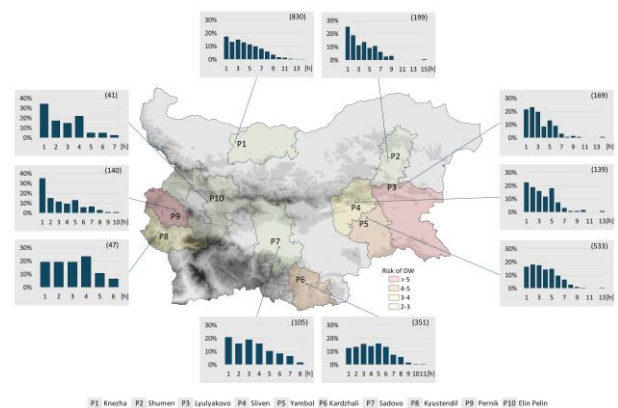 (830)
30%
20%
10%
0%
1 3 5 7 9 11 13 [h]
(199)
30%
20%
10%
0%
1 3 5 7 9 15[h]
(41)
40%
30%
20%
10%
0%
1 2 3 4 5 6 7 [h]
(169)
30%
20%
10%
0%
1 3 5 7 9 13 [h]
(140)
40%
30%
20%
10%
0%
1 2 3 4 5 6 7 8 9 10 [h]
(139)
30%
20%
10%
0%
1 3 5 7 9 13 [h]
(47)
30%
20%
10%
0%
1 2 3 4 5 6 [h]
(533)
30%
20%
10%
0%
1 3 5 7 9 13[h]
P1
P2
P3
P10
P4
P9
P5
P8
P7
P6
Risk of DW
> 5
4-5
3-4
2-3
(105)
30%
20%
10%
0%
1 2 3 4 5 6 7 8 [h]
(351)
30%
20%
10%
0%
1 2 3 4 5 6 7 8 9 1011[h]
P1 Knezha P2 Shumen P3 Lyulyakovo P4 Sliven P5 Yambol P6 Kardzhali P7 Sadovo P8 Kyustendil P9 Pernik P10 Elin Pelin